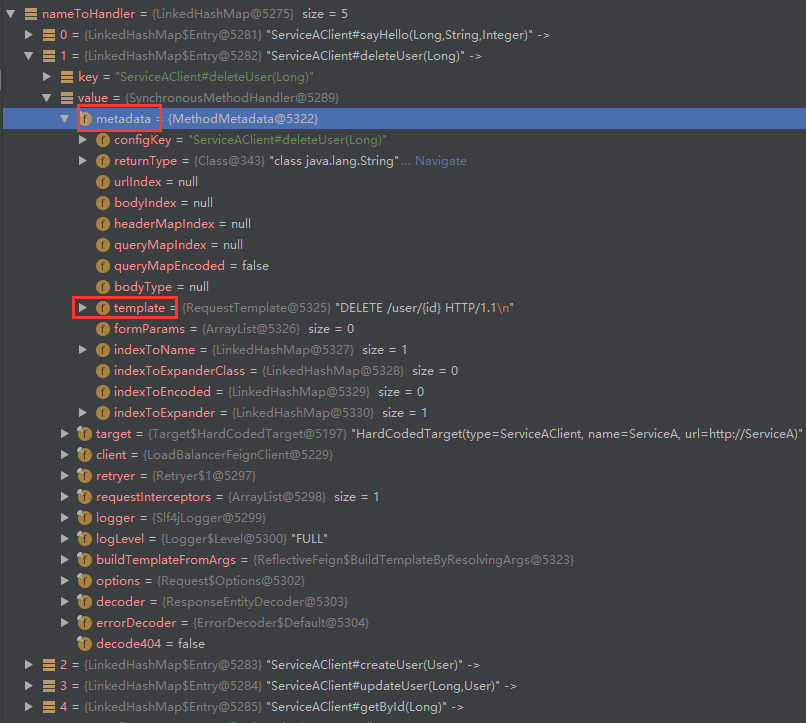 nameToHandler = {LinkedHashMap@5275} size = 5
0 = {LinkedHashMap$Entry@5281} "ServiceAClient#sayHello(Long,String,Integer)" ->
1 = {LinkedHashMap$Entry@5282} "ServiceAClient#deleteUser(Long)" ->
key = "ServiceAClient#deleteUser(Long)"
value = {SynchronousMethodHandler@5289}
metadata = {MethodMetadata@5322}
configKey = "ServiceAClient#deleteUser(Long)"
returnType = {Class@343} "class java.lang.String"... Navigate
urlIndex = null
bodyIndex = null
headerMapIndex = null
queryMapIndex = null
queryMapEncoded = false
bodyType = null
template = {RequestTemplate@5325} "DELETE /user/{id} HTTP/1.1\n"
formParams = {ArrayList@5326} size = 0
indexToName = {LinkedHashMap@5327} size = 1
indexToExpanderClass = {LinkedHashMap@5328} size = 0
indexToEncoded = {LinkedHashMap@5329} size = 0
indexToExpander = {LinkedHashMap@5330} size = 1
target = {Target$HardCodedTarget@5197} "HardCodedTarget(type=ServiceAClient, name=ServiceA, url=http://ServiceA)"
client = {LoadBalancerFeignClient@5229}
retryer = {Retryer$1@5297}
requestInterceptors = {ArrayList@5298} size = 1
logger = {Slf4jLogger@5299}
logLevel = {Logger$Level@5300} "FULL"
buildTemplateFromArgs = {ReflectiveFeign$BuildTemplateByResolvingArgs@5323}
options = {Request$Options@5302}
decoder = {ResponseEntityDecoder@5303}
errorDecoder = {ErrorDecoder$Default@5304}
decode404 = false
2 = {LinkedHashMap$Entry@5283} "ServiceAClient#createUser(User)" ->
3 = {LinkedHashMap$Entry@5284} "ServiceAClient#updateUser(Long,User)" ->
4 = {LinkedHashMap$Entry@5285} "ServiceAClient#getById(Long)" ->